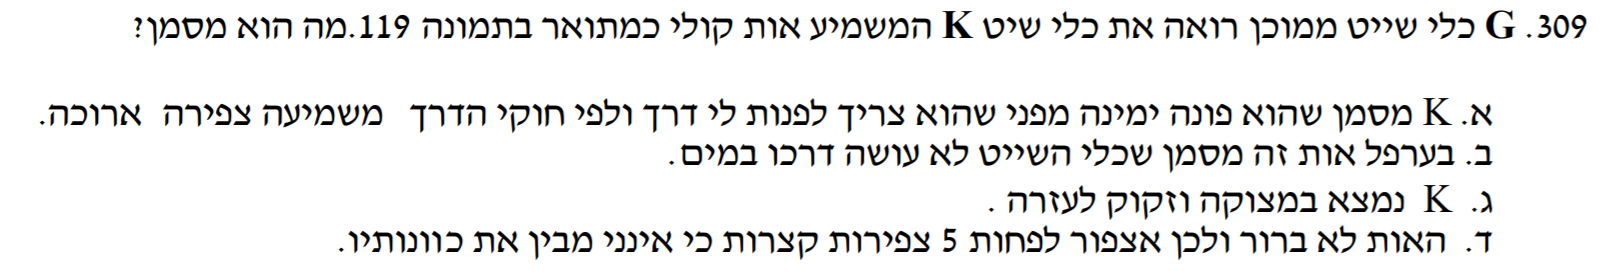 309. G כלי שייט ממוכן רואה את כלי שיט K המשמיע אות קולי כמתואר בתמונה 119.מה הוא מסמן?
א. K מסמן שהוא פונה ימינה מפני שהוא צריך לפנות לי דרך ולפי חוקי הדרך משמיעה צפירה ארוכה.
ב. בערפל אות זה מסמן שכלי השייט לא עושה דרכו במים.
ג. K נמצא במצוקה וזקוק לעזרה .
ד. האות לא ברור ולכן אצפור לפחות 5 צפירות קצרות כי אינני מבין את כוונותיו.